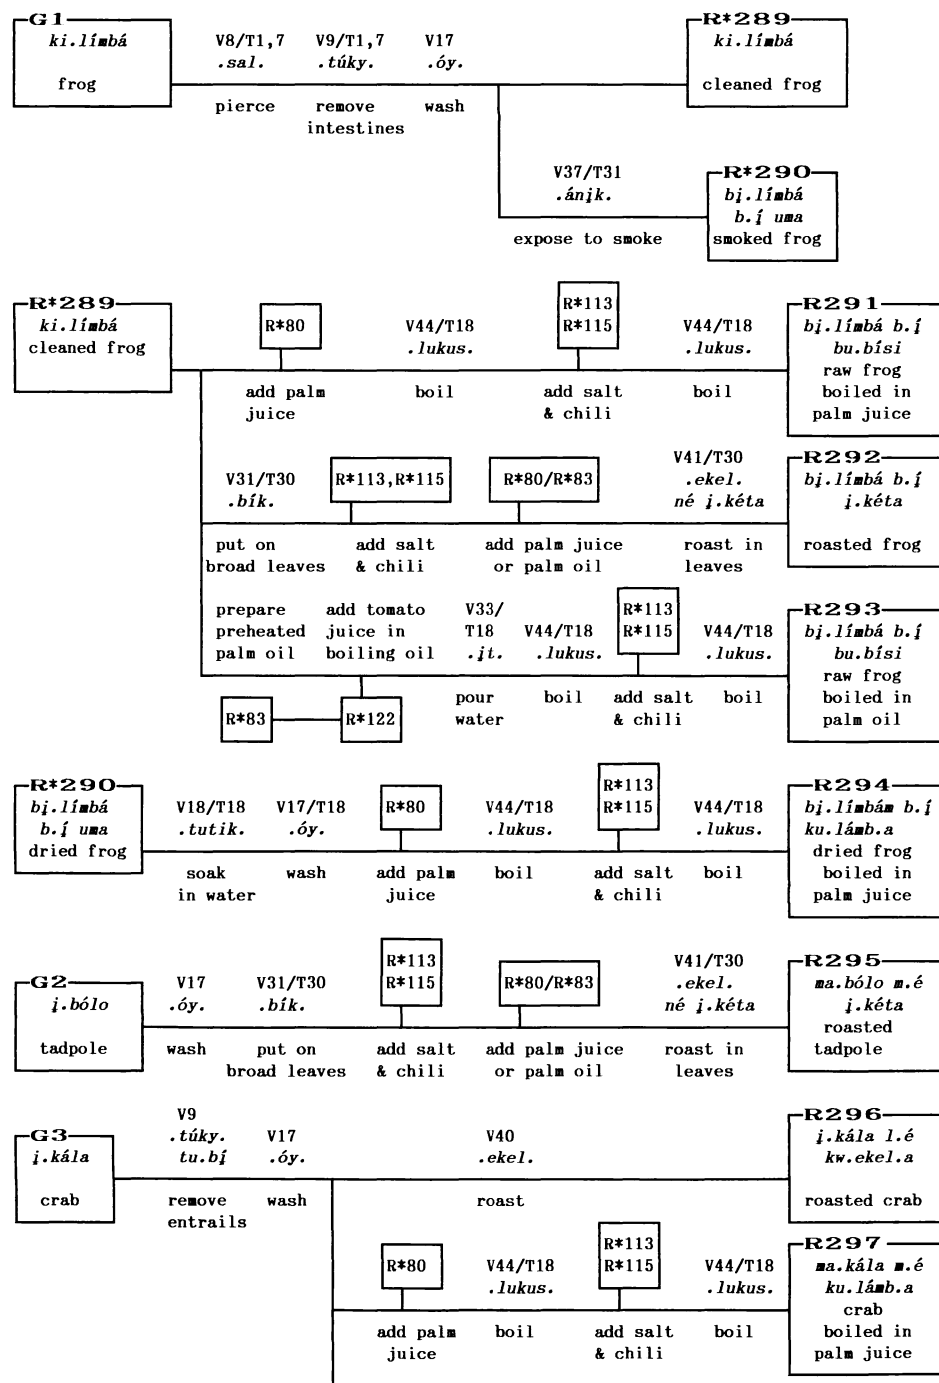 G1
ki.límbá
frog
V8/T1,7 V9/T1,7 V17
.sal. .túky. .óy.
pierce remove wash
intestines
R*289
ki.límbá
cleaned frog
V37/T31
.ánįk.
expose to smoke
R*290
bį.límbá
b.į́ uma
smoked frog
R*289
ki.límbá
cleaned frog
R*80
V44/T18
.lukus.
R*113
R*115
V44/T18
.lukus.
add palm boil add salt boil
juice & chili
R291
bį.límbá b.į́
bu.bísi
raw frog
boiled in
palm juice
V31/T30
.bík.
R*113,R*115
R*80/R*83
V41/T30
.ekel.
né į.kéta
put on add salt add palm juice roast in
broad leaves & chili or palm oil leaves
R292
bį.límbá b.į́
į.kéta
roasted frog
prepare add tomato V33/
preheated juice in T18 V44/T18
palm oil boiling oil .įt. .lukus.
R*113
R*115
V44/T18
.lukus.
pour boil add salt boil
water & chili
R*83
R*122
R293
bį.límbá b.į́
bu.bísi
raw frog
boiled in
palm oil
R*290
bį.límbá
b.į́ uma
dried frog
V18/T18 V17/T18
.tutik. .óy.
R*80
V44/T18
.lukus.
R*113
R*115
V44/T18
.lukus.
soak wash add palm boil add salt boil
in water juice & chili
R294
bį.límbám b.į́
ku.lámb.a
dried frog
boiled in
palm juice
G2
į.bólo
tadpole
V17 V31/T30
.óy. .bík.
R*113
R*115
R*80/R*83
V41/T30
.ekel.
né į.kéta
wash put on add salt add palm juice roast in
broad leaves & chili or palm oil leaves
R295
ma.bólo m.é
į.kéta
roasted
tadpole
G3
į.kála
crab
V9
.túky. V17
tu.bį́ .óy.
remove wash
entrails
V40
.ekel.
roast
R296
į.kála l.é
kw.ekel.a
roasted crab
R*80
V44/T18
.lukus.
R*113
R*115
V44/T18
.lukus.
add palm boil add salt boil
juice & chili
R297
ma.kála m.é
ku.lámb.a
crab
boiled in
palm juice